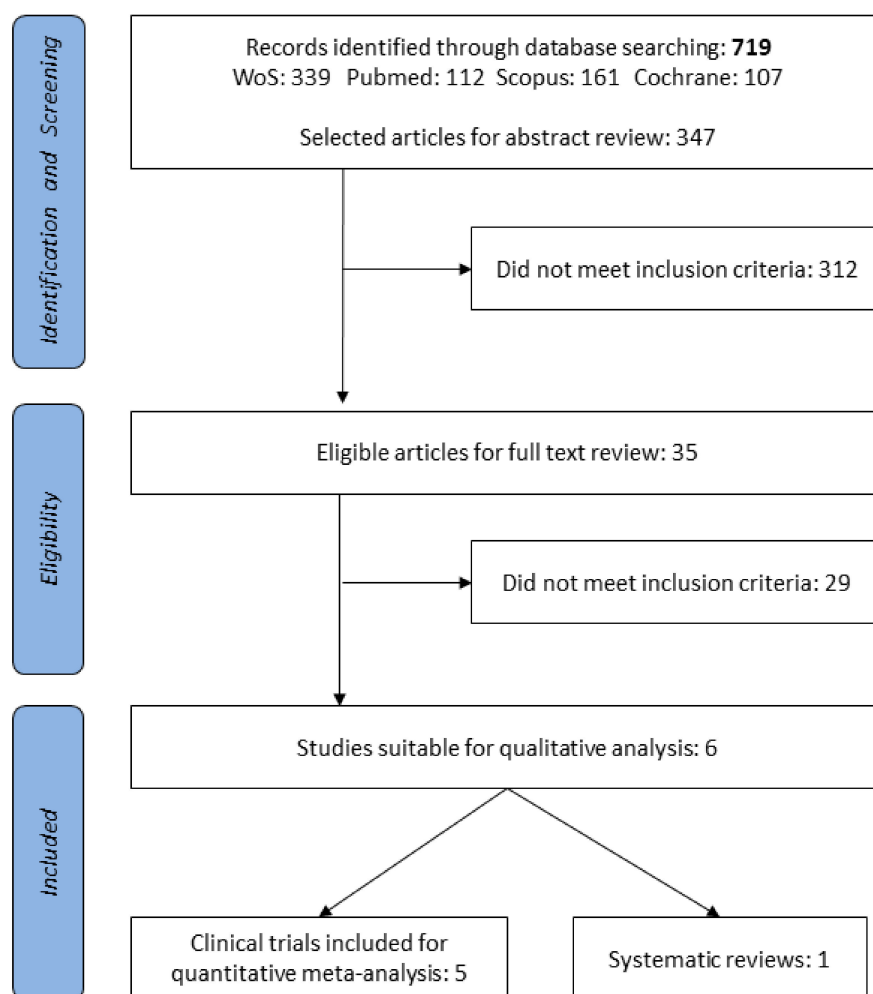 Identification and Screening
Records identified through database searching: 719
WoS: 339 Pubmed: 112 Scopus: 161 Cochrane: 107
Selected articles for abstract review: 347
Did not meet inclusion criteria: 312
Eligibility
Eligible articles for full text review: 35
Did not meet inclusion criteria: 29
Included
Studies suitable for qualitative analysis: 6
Clinical trials included for
quantitative meta-analysis: 5
Systematic reviews: 1